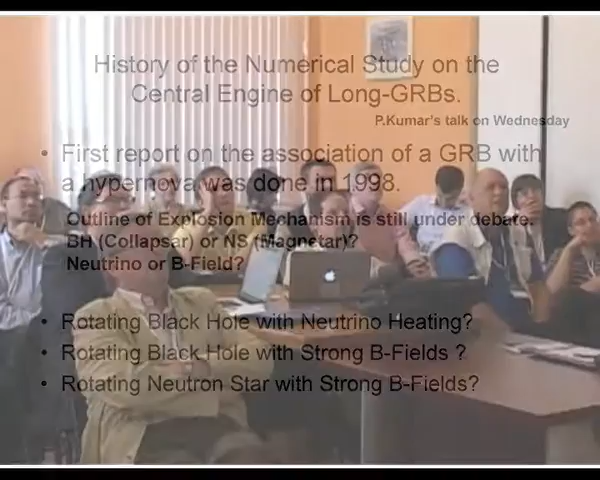 History of the Numerical Study on the
Central Engine of Long-GRBs.
P.Kumar's talk on Wednesday
• First report on the association of a GRB with
a hypernova was done in 1998.
Outline of Explosion Mechanism is still under debate.
BH (Collapsar) or NS (Magnetar)?
Neutrino or B-Field?
• Rotating Black Hole with Neutrino Heating?
• Rotating Black Hole with Strong B-Fields ?
• Rotating Neutron Star with Strong B-Fields?